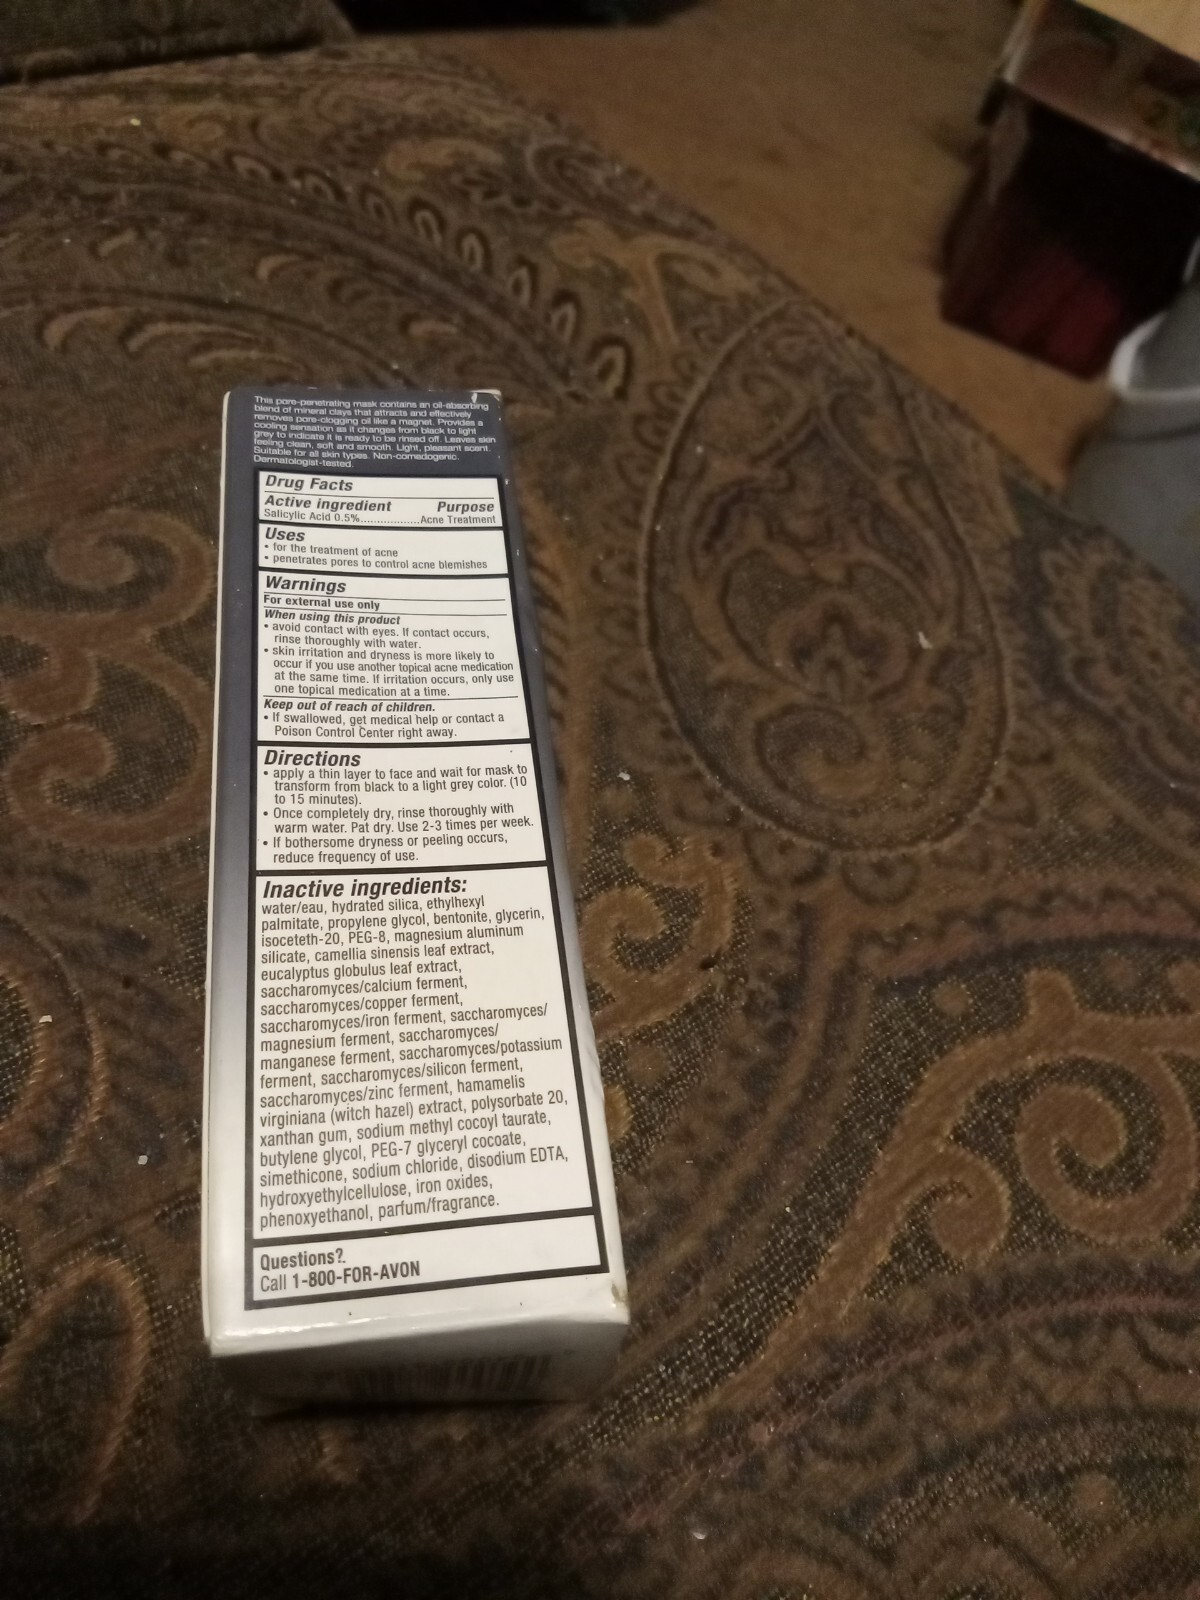 This pore-penetrating mask contains an oil-absorbing
blend of mineral clays that attracts and effectively
removes pore-clogging oil like a magnet. Provides a
cooling sensation as it changes from black to light
grey to indicate it is ready to be rinsed off. Leaves skin
feeling clean, soft and smooth. Light, pleasant scent.
Suitable for all skin types. Non-comedogenic.
Dermatologist-tested.
Drug Facts
Active ingredient Purpose
Salicylic Acid 0.5%..................Acne Treatment
Uses
• for the treatment of acne
• penetrates pores to control acne blemishes
Warnings
For external use only
When using this product
• avoid contact with eyes. If contact occurs,
rinse thoroughly with water.
• skin irritation and dryness is more likely to
occur if you use another topical acne medication
at the same time. If irritation occurs, only use
one topical medication at a time.
Keep out of reach of children.
• If swallowed, get medical help or contact a
Poison Control Center right away.
Directions
• apply a thin layer to face and wait for mask to
transform from black to a light grey color. (10
to 15 minutes).
• Once completely dry, rinse thoroughly with
warm water. Pat dry. Use 2-3 times per week.
• If bothersome dryness or peeling occurs,
reduce frequency of use.
Inactive ingredients:
water/eau, hydrated silica, ethylhexyl
palmitate, propylene glycol, bentonite, glycerin,
isoceteth-20, PEG-8, magnesium aluminum
silicate, camellia sinensis leaf extract,
eucalyptus globulus leaf extract,
saccharomyces/calcium ferment,
saccharomyces/copper ferment,
saccharomyces/iron ferment, saccharomyces/
magnesium ferment, saccharomyces/
manganese ferment, saccharomyces/potassium
ferment, saccharomyces/silicon ferment,
saccharomyces/zinc ferment, hamamelis
virginiana (witch hazel) extract, polysorbate 20,
xanthan gum, sodium methyl cocoyl taurate,
butylene glycol, PEG-7 glyceryl cocoate,
simethicone, sodium chloride, disodium EDTA,
hydroxyethylcellulose, iron oxides,
phenoxyethanol, parfum/fragrance.
Questions?
Call 1-800-FOR-AVON